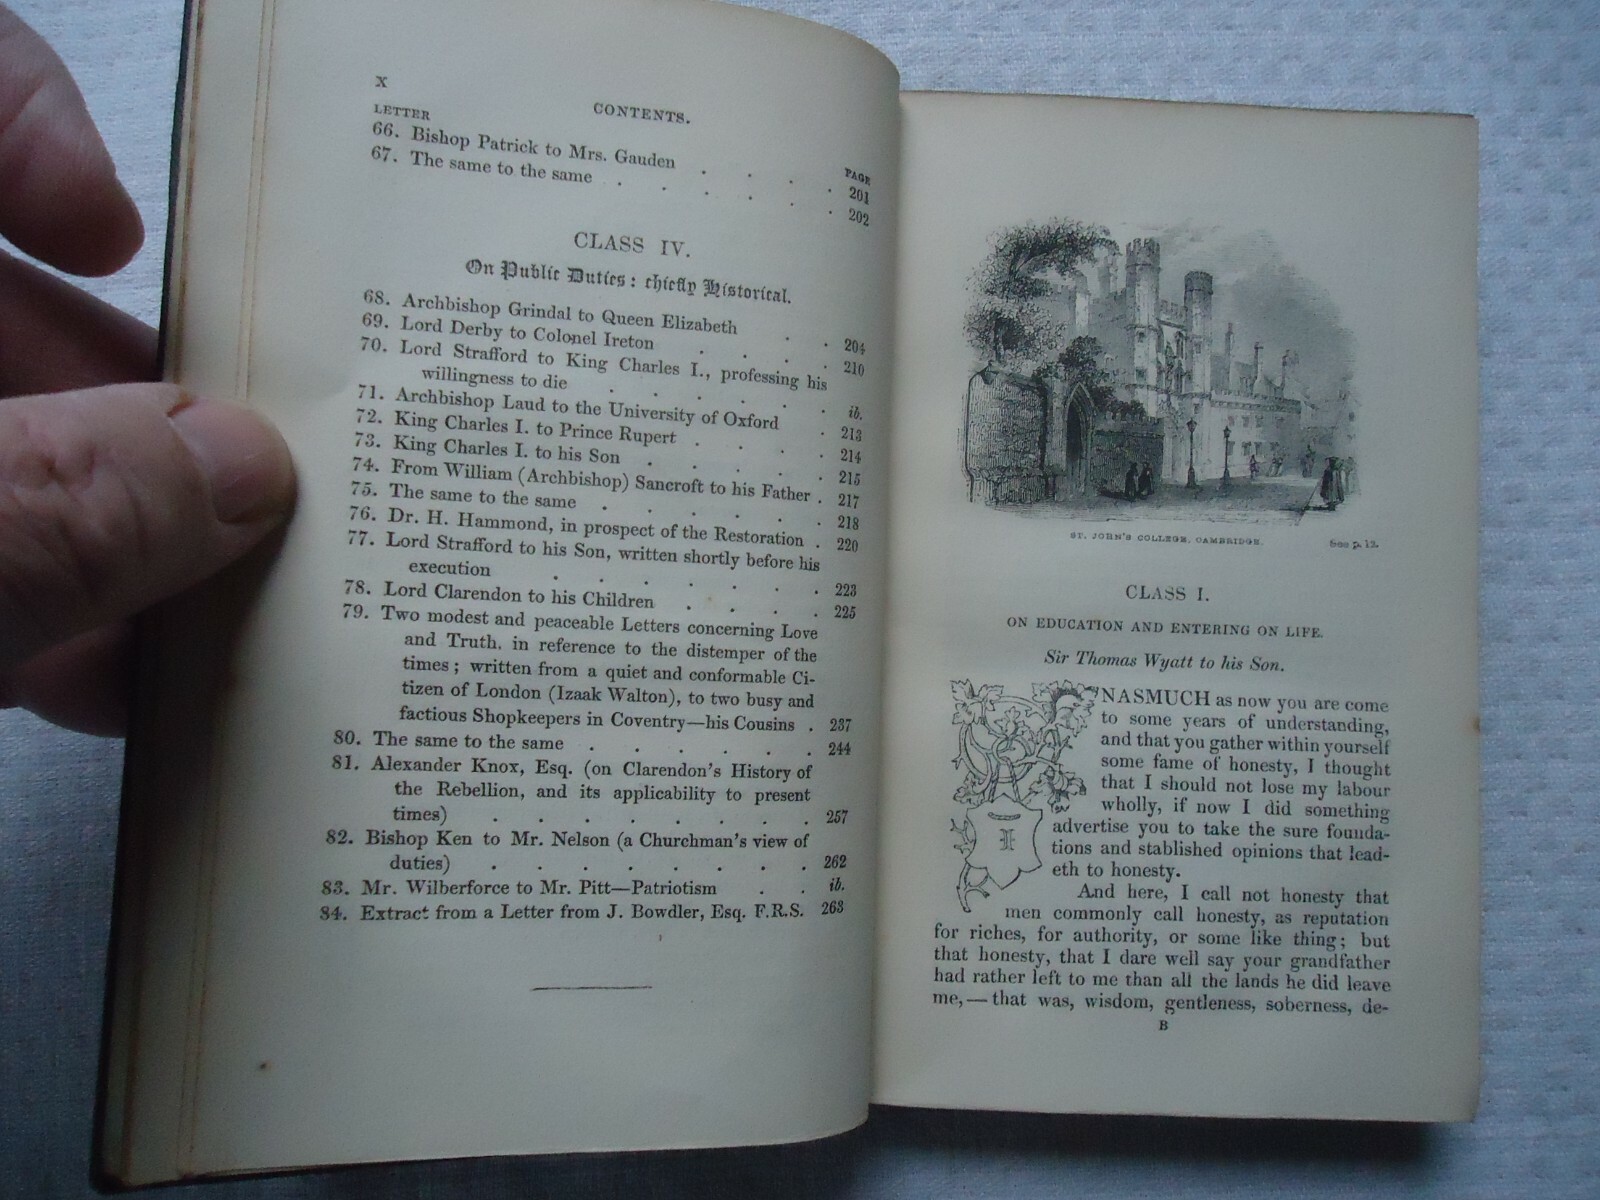 X
CONTENTS.
LETTER
PAGE
66. Bishop Patrick to Mrs. Gauden . . . . 201
67. The same to the same . . . . . . 202
CLASS IV.
On Public Duties: chiefly Historical.
68. Archbishop Grindal to Queen Elizabeth . . 204
69. Lord Derby to Colonel Ireton . . . . 210
70. Lord Strafford to King Charles I., professing his
willingness to die . . . . . . ib.
71. Archbishop Laud to the University of Oxford . 213
72. King Charles I. to Prince Rupert . . . . 214
73. King Charles I. to his Son . . . . . 215
74. From William (Archbishop) Sancroft to his Father . 217
75. The same to the same . . . . . . 218
76. Dr. H. Hammond, in prospect of the Restoration . 220
77. Lord Strafford to his Son, written shortly before his
execution . . . . . . . 223
78. Lord Clarendon to his Children . . . . 225
79. Two modest and peaceable Letters concerning Love
and Truth, in reference to the distemper of the
times; written from a quiet and conformable Ci-
tizen of London (Izaak Walton), to two busy and
factious Shopkeepers in Coventry—his Cousins . 237
80. The same to the same . . . . . . 244
81. Alexander Knox, Esq. (on Clarendon's History of
the Rebellion, and its applicability to present
times) . . . . . . . . 257
82. Bishop Ken to Mr. Nelson (a Churchman's view of
duties) . . . . . . . . 262
83. Mr. Wilberforce to Mr. Pitt—Patriotism . . ib.
84. Extract from a Letter from J. Bowdler, Esq. F.R.S. 263
ST. JOHN'S COLLEGE, CAMBRIDGE. See p. 12.
CLASS I.
ON EDUCATION AND ENTERING ON LIFE.
Sir Thomas Wyatt to his Son.
I'NASMUCH as now you are come
to some years of understanding,
and that you gather within yourself
some fame of honesty, I thought
that I should not lose my labour
wholly, if now I did something
advertise you to take the sure founda-
tions and stablished opinions that lead-
eth to honesty.
And here, I call not honesty that
men commonly call honesty, as reputation
for riches, for authority, or some like thing; but
that honesty, that I dare well say your grandfather
had rather left to me than all the lands he did leave
me,—that was, wisdom, gentleness, soberness, de-
B